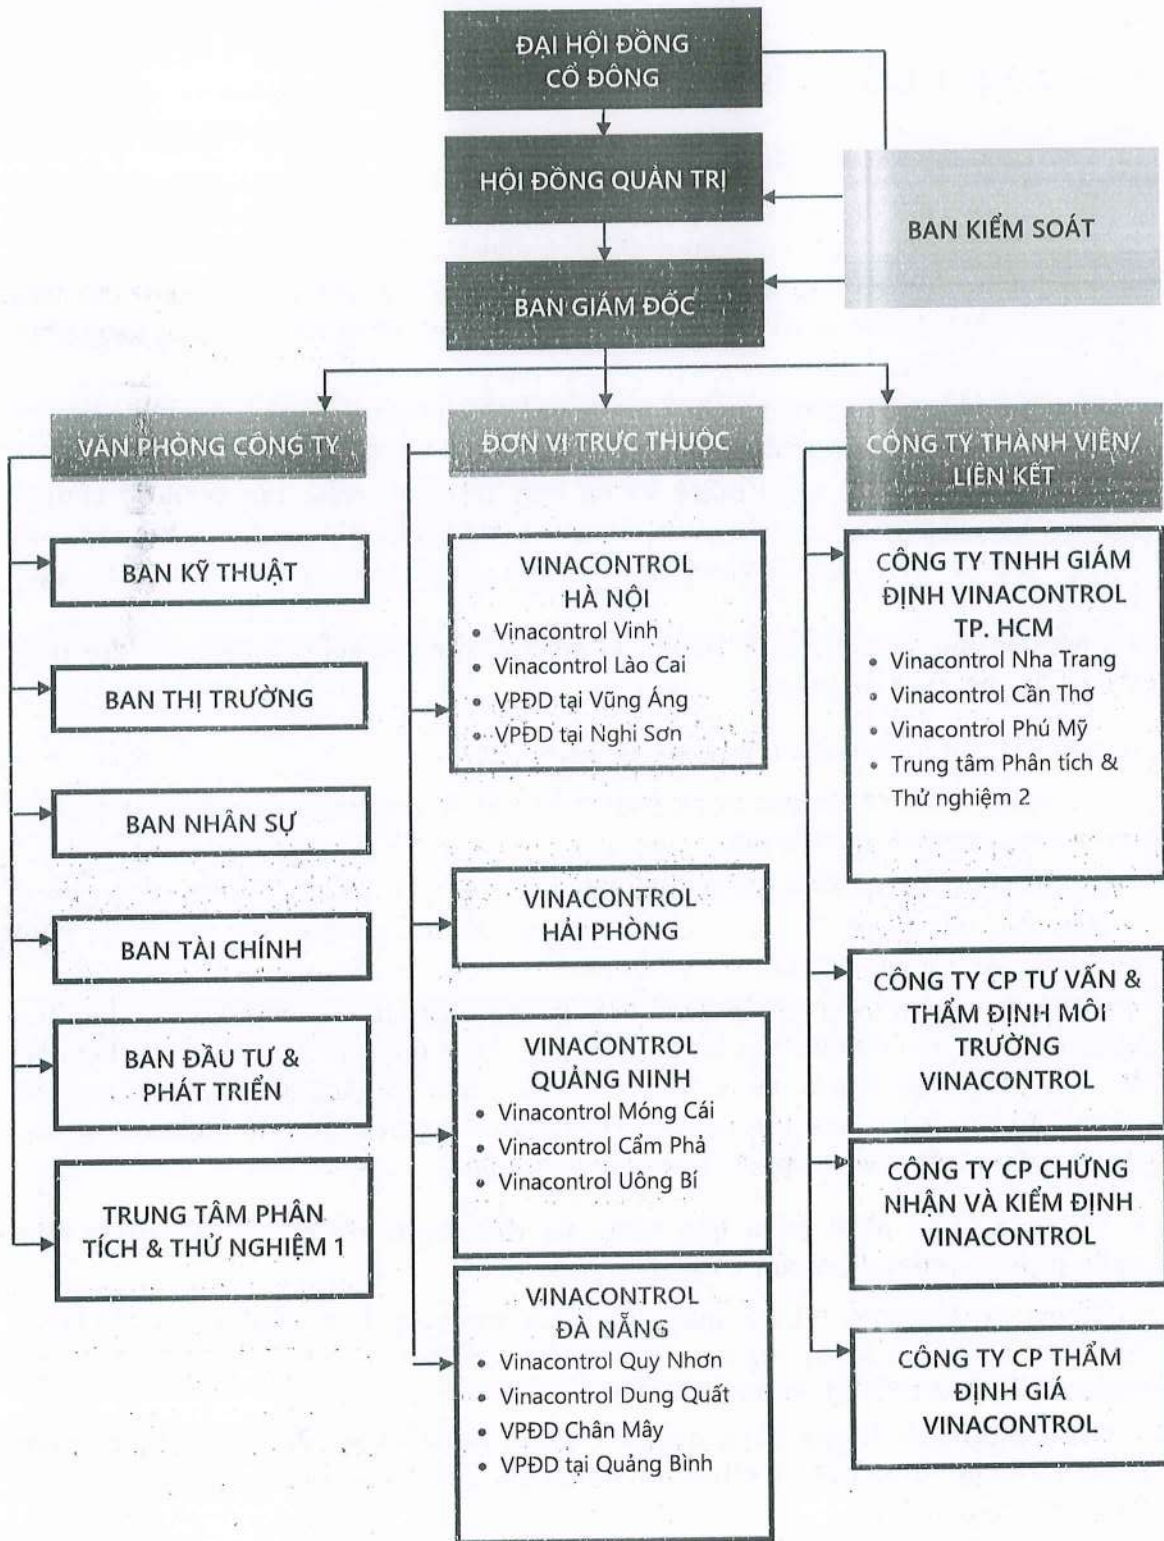 ĐẠI HỘI ĐỒNG
CỔ ĐÔNG
HỘI ĐỒNG QUẢN TRỊ
BAN KIỂM SOÁT
BAN GIÁM ĐỐC
VĂN PHÒNG CÔNG TY
BAN KỸ THUẬT
BAN THỊ TRƯỜNG
BAN NHÂN SỰ
BAN TÀI CHÍNH
BAN ĐẦU TƯ &
PHÁT TRIỂN
TRUNG TÂM PHÂN
TÍCH & THỬ NGHIỆM 1
ĐƠN VỊ TRỰC THUỘC
VINACONTROL
HÀ NỘI
• Vinacontrol Vinh
• Vinacontrol Lào Cai
• VPĐD tại Vũng Áng
• VPĐD tại Nghi Sơn
VINACONTROL
HẢI PHÒNG
VINACONTROL
QUẢNG NINH
• Vinacontrol Móng Cái
• Vinacontrol Cẩm Phả
• Vinacontrol Uông Bí
VINACONTROL
ĐÀ NẴNG
• Vinacontrol Quy Nhơn
• Vinacontrol Dung Quất
• VPĐD Chân Mây
• VPĐD tại Quảng Bình
CÔNG TY THÀNH VIÊN/
LIÊN KẾT
CÔNG TY TNHH GIÁM
ĐỊNH VINACONTROL
TP. HCM
• Vinacontrol Nha Trang
• Vinacontrol Cần Thơ
• Vinacontrol Phú Mỹ
• Trung tâm Phân tích &
Thử nghiệm 2
CÔNG TY CP TƯ VẤN &
THẨM ĐỊNH MÔI
TRƯỜNG
VINACONTROL
CÔNG TY CP CHỨNG
NHẬN VÀ KIỂM ĐỊNH
VINACONTROL
CÔNG TY CP THẨM
ĐỊNH GIÁ
VINACONTROL